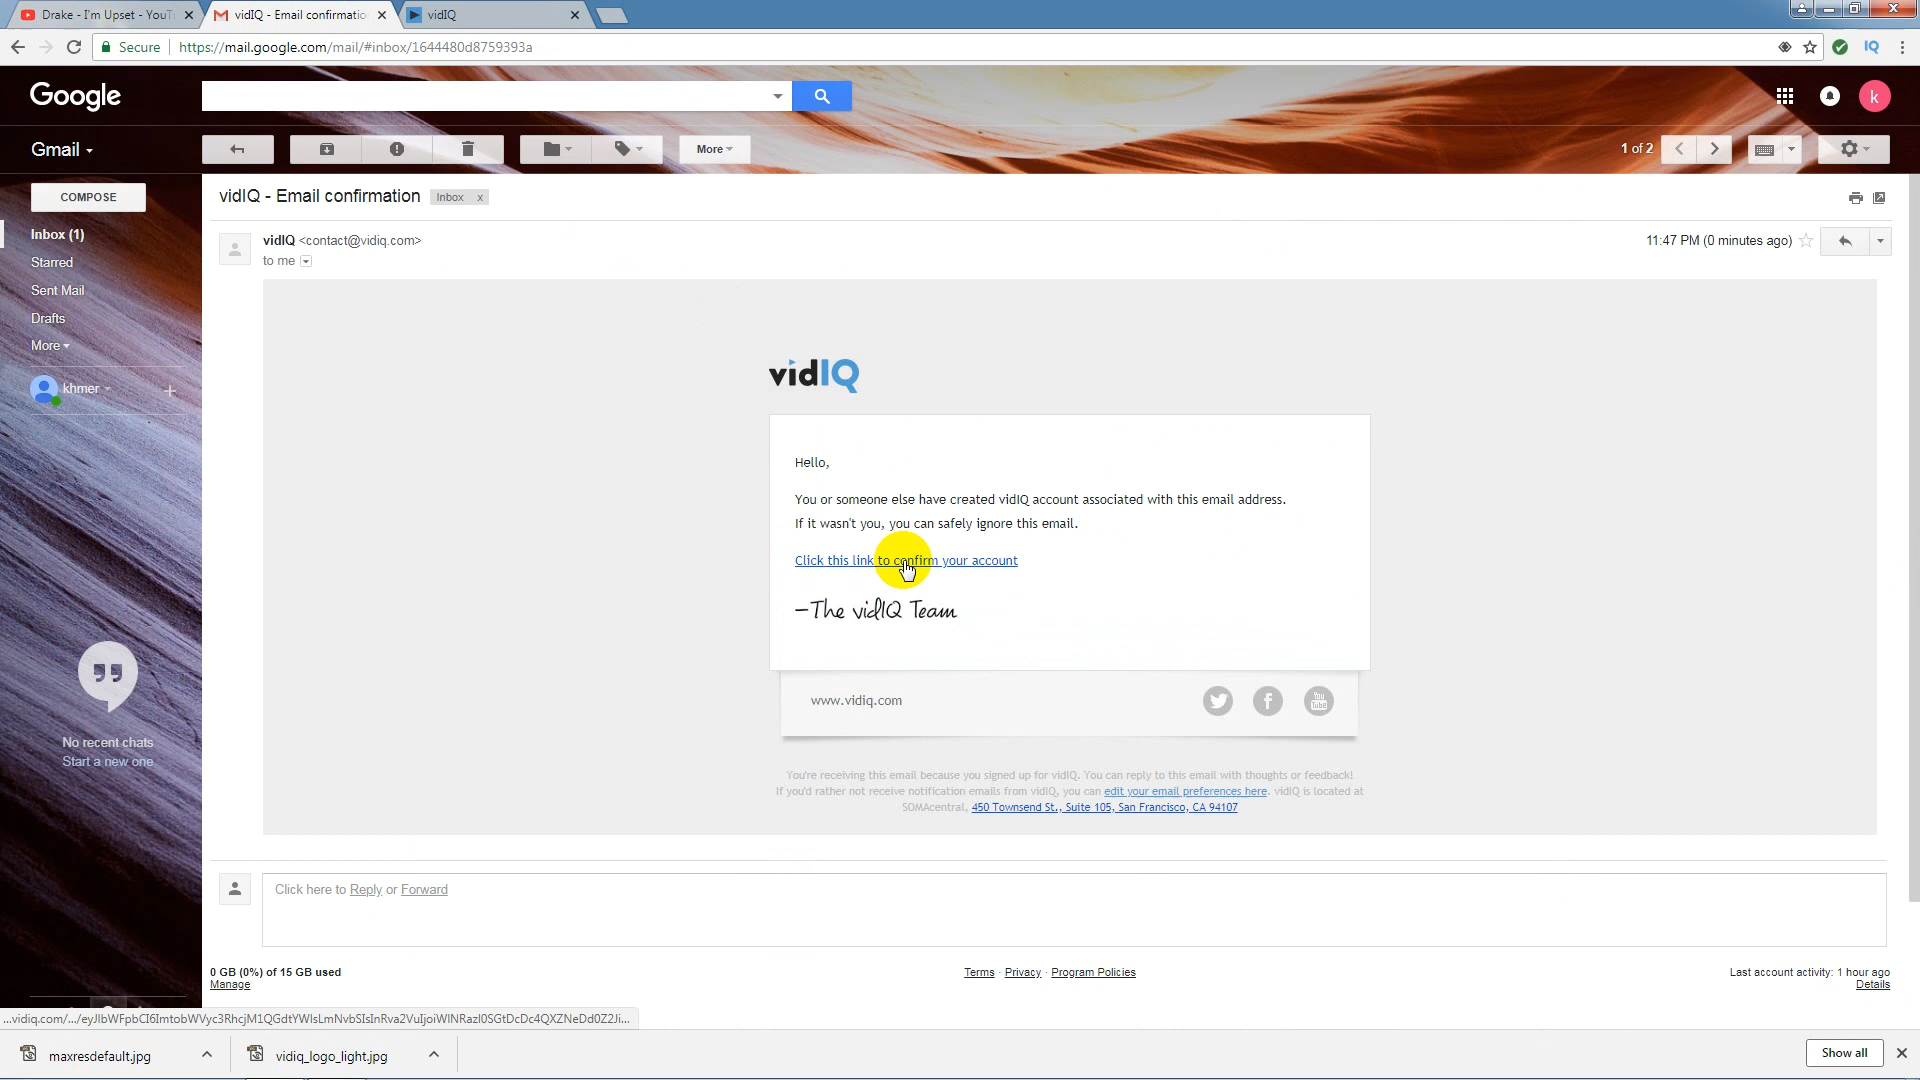 Drake - I'm Upset - YouT
vidIQ - Email confirmatio
vidIQ
Secure
https://mail.google.com/mail/#inbox/1644480d8759393a
IQ
Google
k
Gmail
More
1 of 2
COMPOSE
vidIQ - Email confirmation
Inbox x
Inbox (1)
Starred
Sent Mail
Drafts
More
khmer
vidIQ <contact@vidiq.com>
to me
11:47 PM (0 minutes ago)
vidIQ
Hello,
You or someone else have created vidIQ account associated with this email address.
If it wasn't you, you can safely ignore this email.
Click this link to confirm your account
–The vidIQ Team
www.vidiq.com
You Tube
No recent chats
Start a new one
You're receiving this email because you signed up for vidIQ. You can reply to this email with thoughts or feedback!
If you'd rather not receive notification emails from vidIQ, you can edit your email preferences here. vidIQ is located at
SOMAcentral, 450 Townsend St., Suite 105, San Francisco, CA 94107
Click here to Reply or Forward
0 GB (0%) of 15 GB used
Manage
Terms · Privacy · Program Policies
Last account activity: 1 hour ago
Details
maxresdefault.jpg
vidiq_logo_light.jpg
Show all